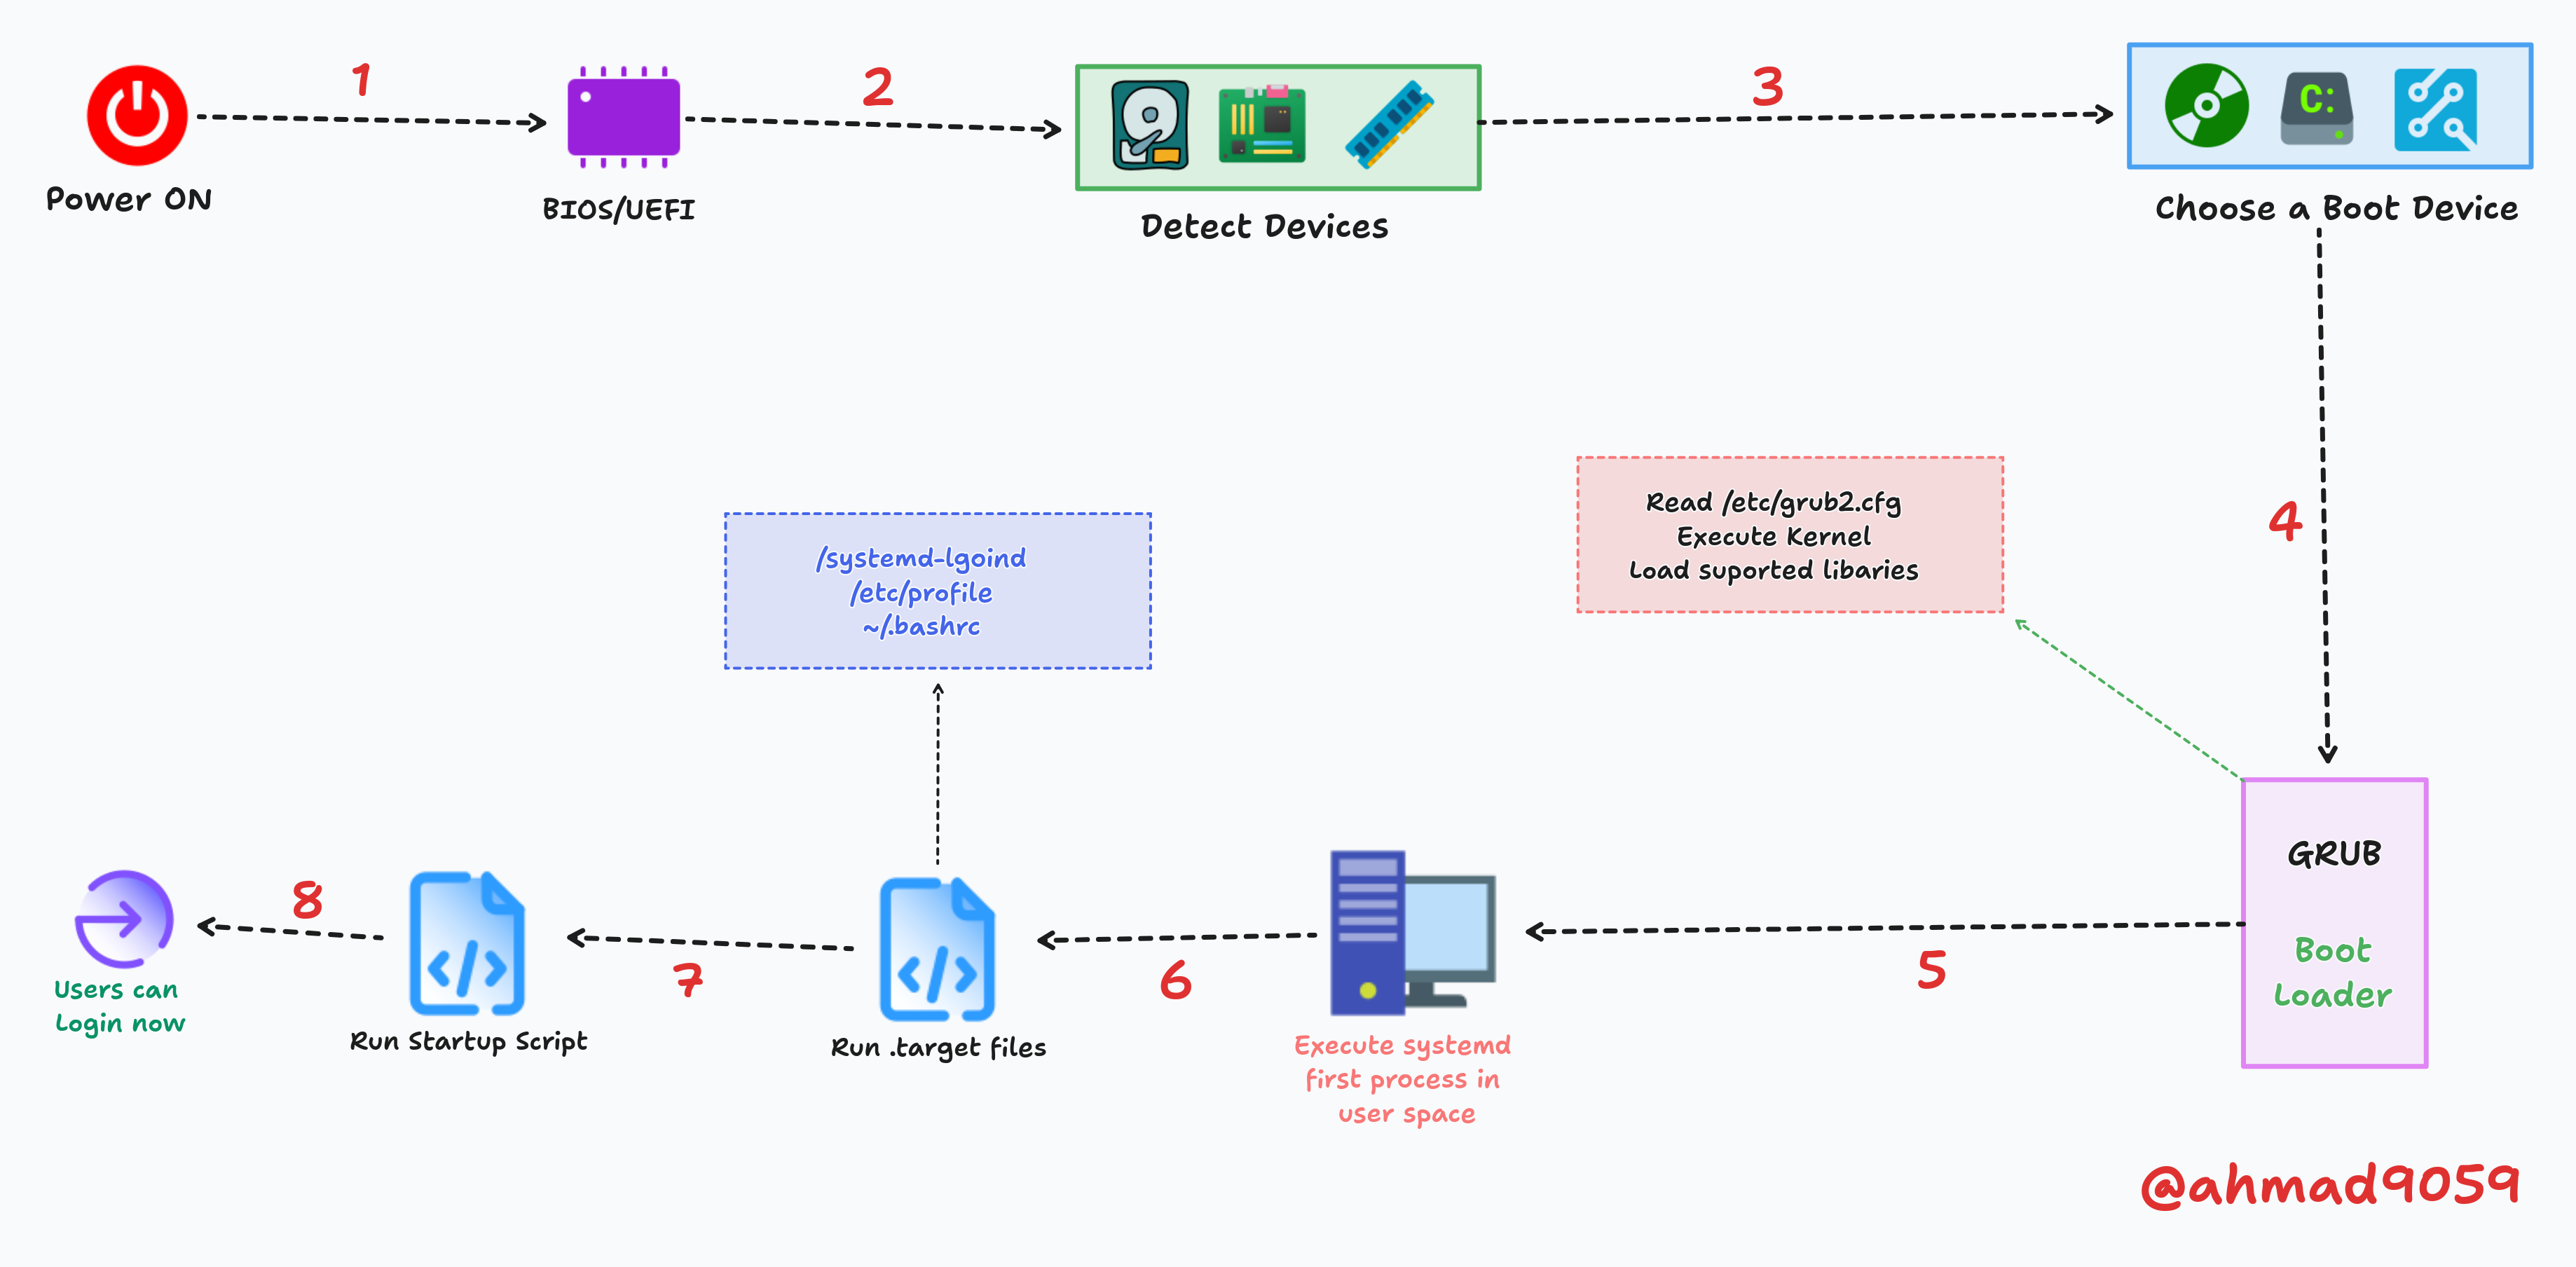 1
2
3
C:
Power ON
BIOS/UEFI
Detect Devices
Choose a Boot Device
4
Read /etc/grub2.cfg
Execute Kernel
Load suported libaries
/systemd-lgoind
/etc/profile
~/.bashrc
GRUB
Boot
Loader
5
6
7
8
Execute systemd
first process in
user space
Run .target files
Run Startup Script
Users can
Login now
@ahmad9059